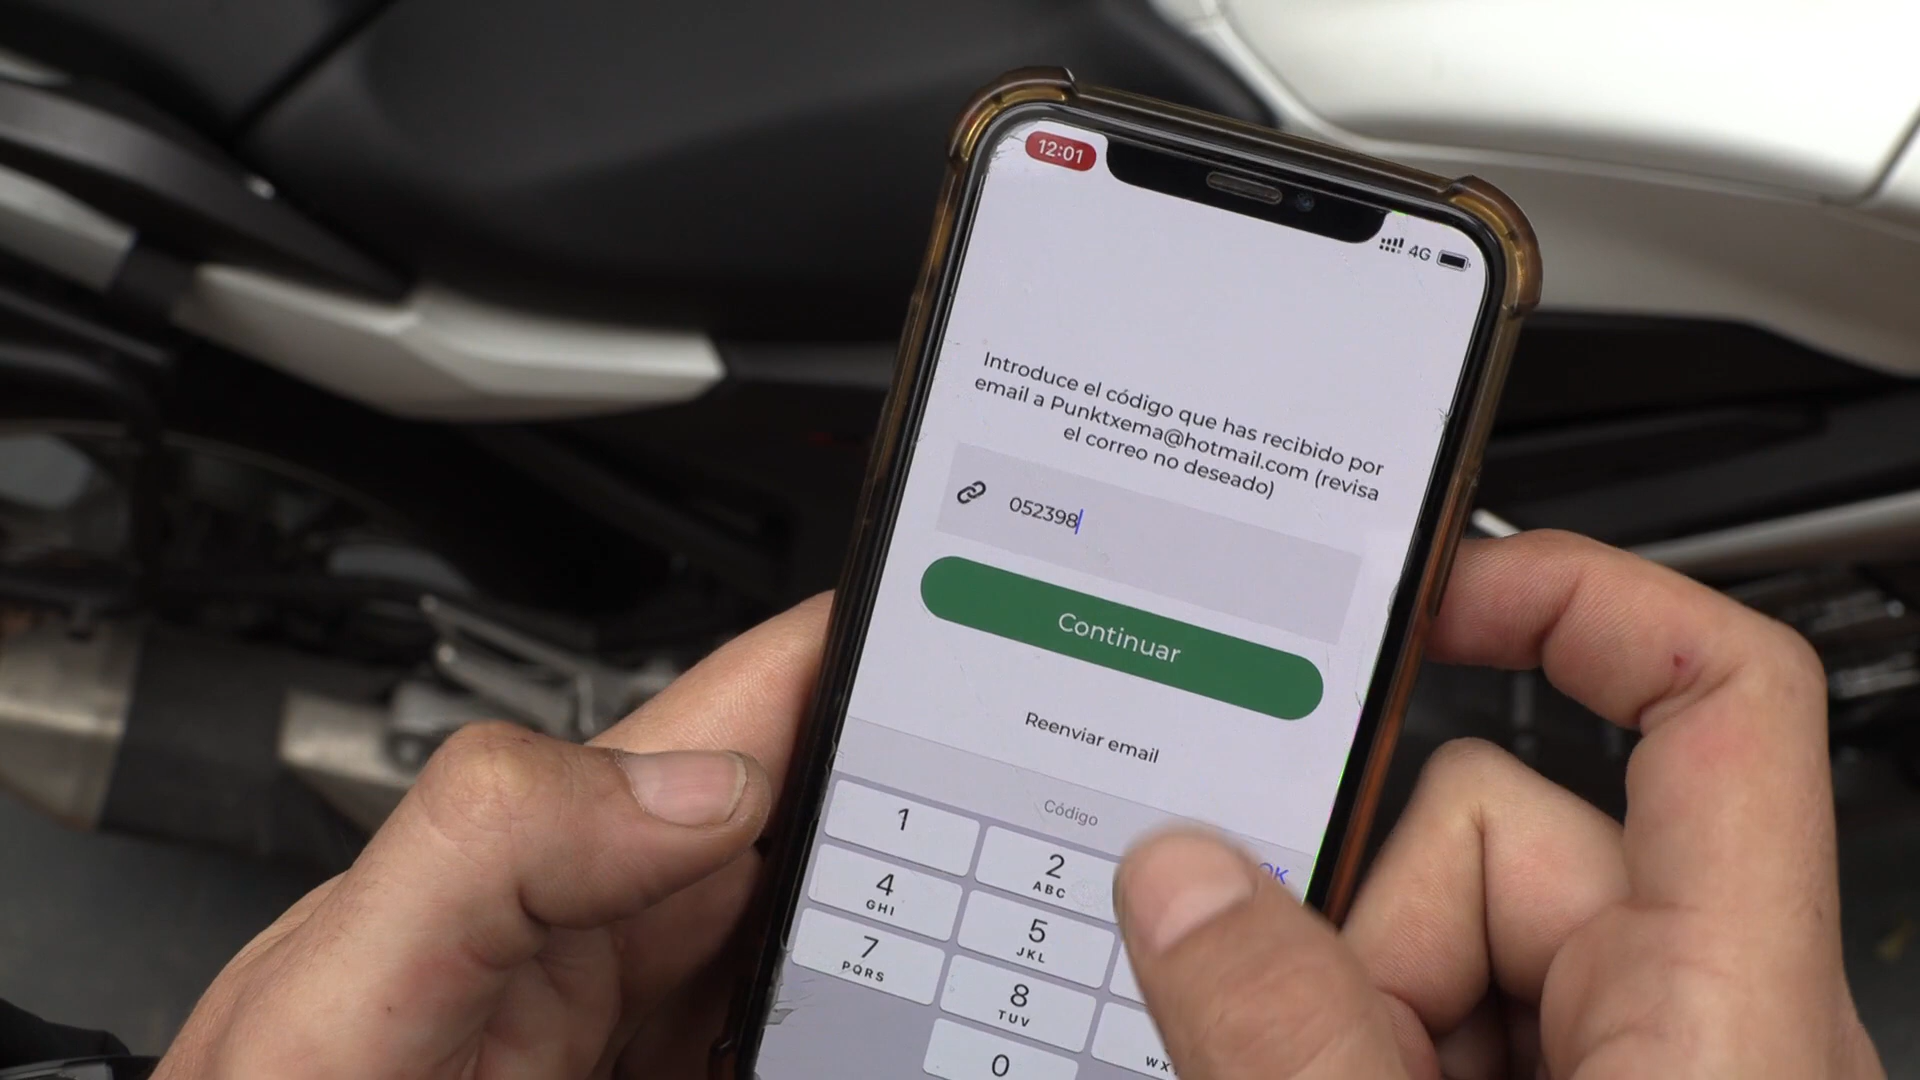 12:01
4G
Introduce el código que has recibido por
email a Punktxema@hotmail.com (revisa
el correo no deseado)
052398
Continuar
Reenviar email
Código
OK
1
2
ABC
4
GHI
5
JKL
7
PQRS
8
TUV
0